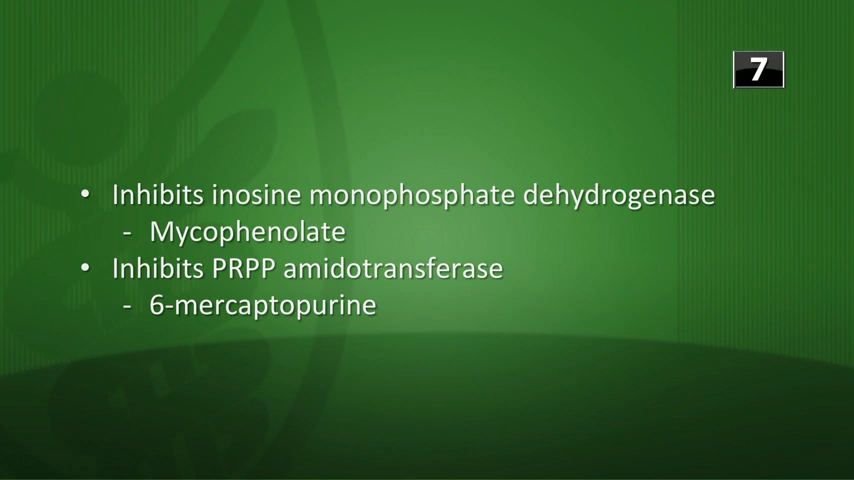 7
• Inhibits inosine monophosphate dehydrogenase
- Mycophenolate
• Inhibits PRPP amidotransferase
- 6-mercaptopurine